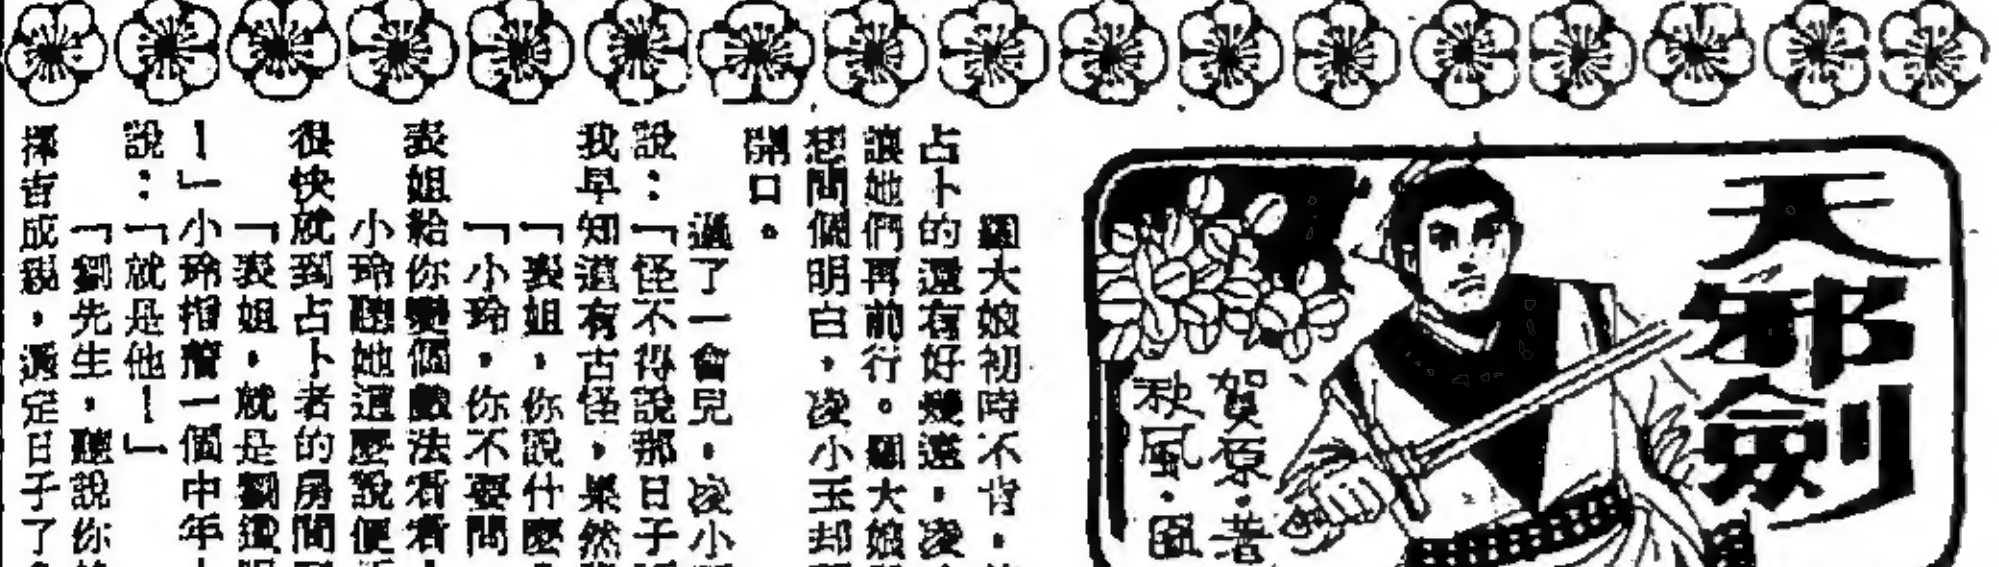 天邪劍
賀原·著
秋風·圖
羅大娘初時不肯，
占卜的還有好幾遠，凌
讓她們再前行。羅大娘
想問個明白，凌小玉却
開口。
過了一會兒，凌小
說：「怪不得說那日子
我早知道有古怪，果然
「表姐，你說什麼
「小玲，你不要問
表姐給你變個戲法看看
小玲聽她這麼說便
很快就到占卜者的房間
「表姐，就是劉
！」小玲指着一個中年
說：「就是他！」
「劉先生，聽說你
擇吉成親，選定日子了